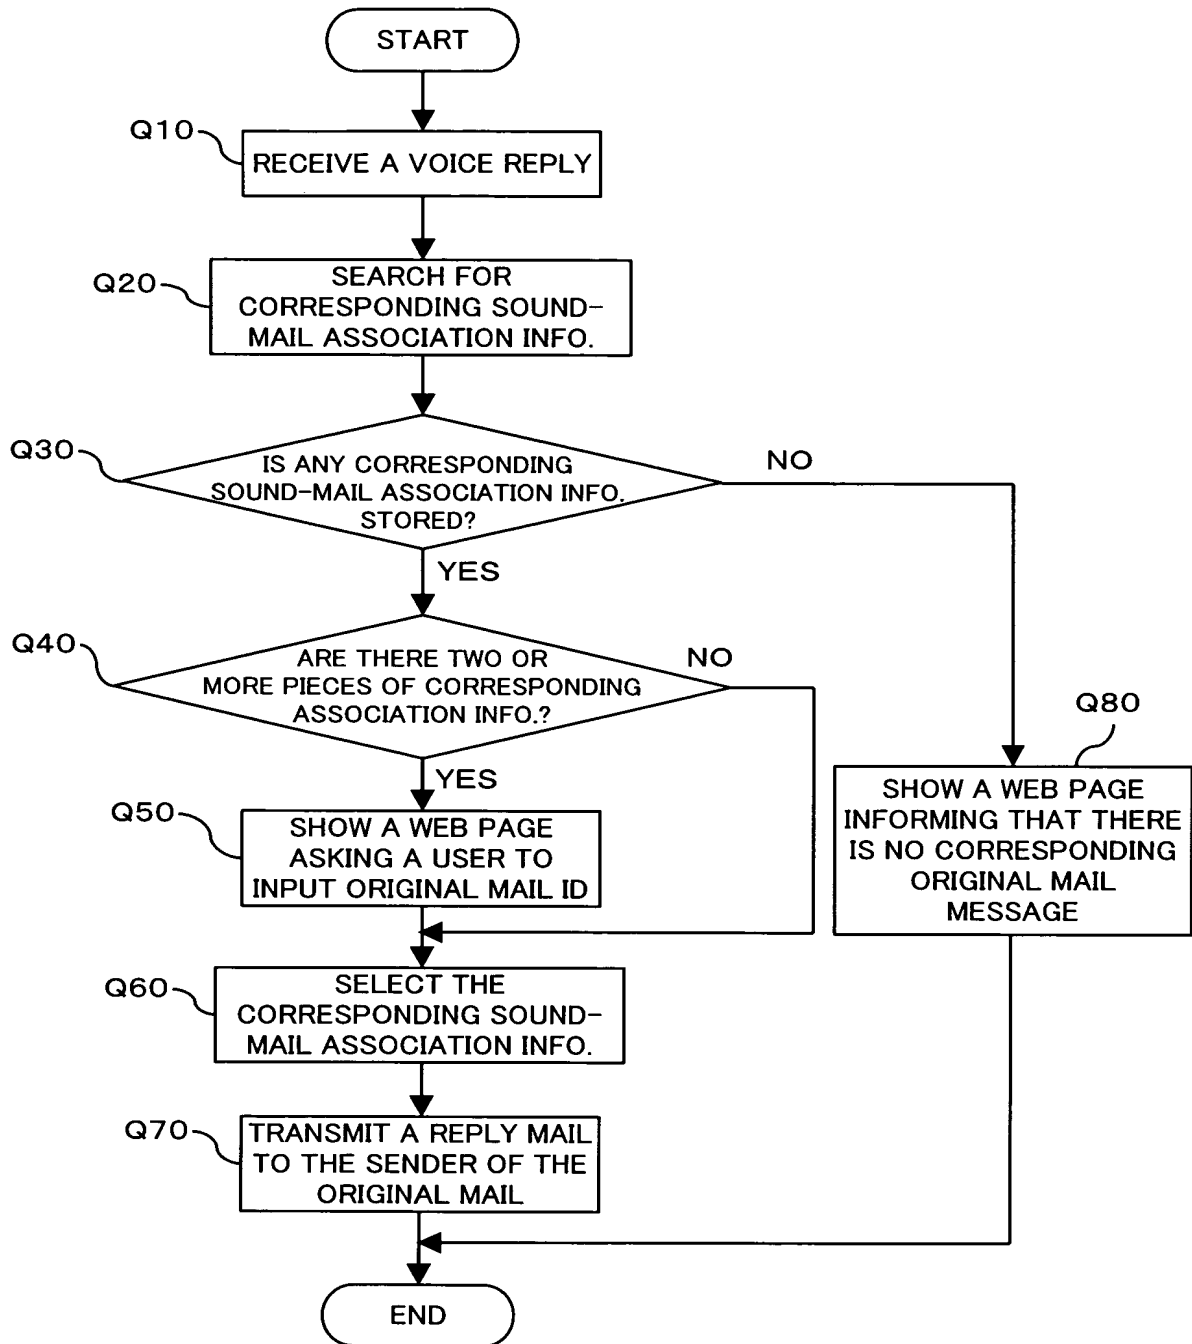 START
Q10
RECEIVE A VOICE REPLY
Q20
SEARCH FOR
CORRESPONDING SOUND-
MAIL ASSOCIATION INFO.
Q30
IS ANY CORRESPONDING
SOUND-MAIL ASSOCIATION INFO.
STORED?
NO
YES
Q40
ARE THERE TWO OR
MORE PIECES OF CORRESPONDING
ASSOCIATION INFO.?
NO
YES
Q80
SHOW A WEB PAGE
INFORMING THAT THERE
IS NO CORRESPONDING
ORIGINAL MAIL
MESSAGE
Q50
SHOW A WEB PAGE
ASKING A USER TO
INPUT ORIGINAL MAIL ID
Q60
SELECT THE
CORRESPONDING SOUND-
MAIL ASSOCIATION INFO.
Q70
TRANSMIT A REPLY MAIL
TO THE SENDER OF THE
ORIGINAL MAIL
END